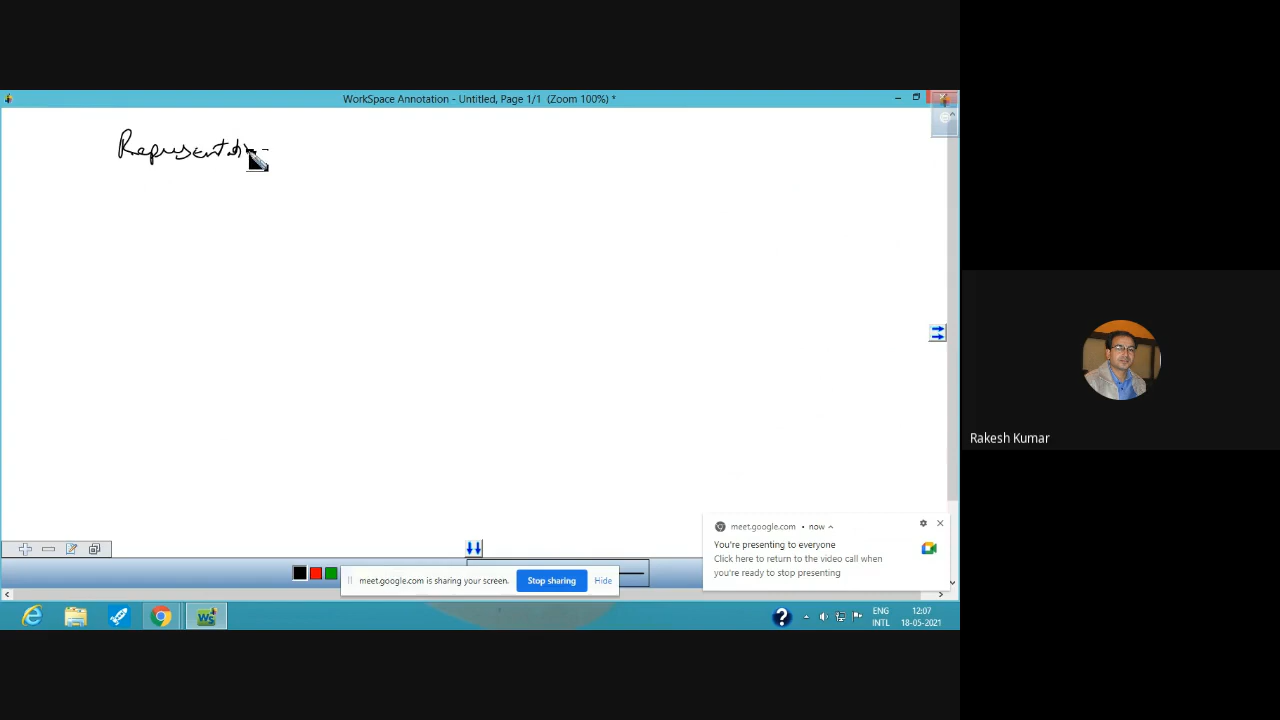 WorkSpace Annotation - Untitled, Page 1/1 (Zoom 100%) *
Representati
Rakesh Kumar
meet.google.com • now
You're presenting to everyone
Click here to return to the video call when
you're ready to stop presenting
meet.google.com is sharing your screen.
Stop sharing
Hide
ENG
INTL
12:07
18-05-2021